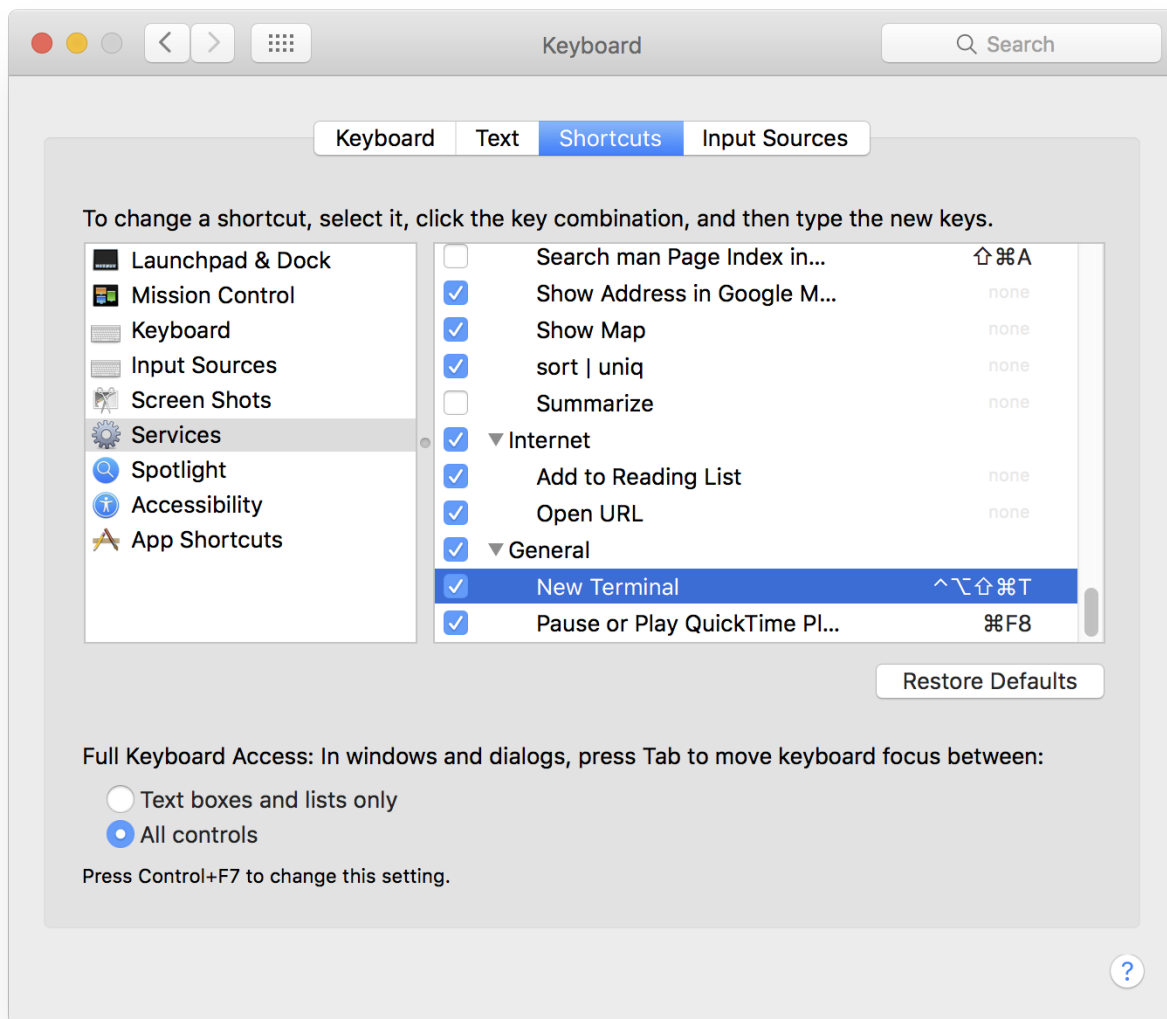 Keyboard
Search
Keyboard Text Shortcuts Input Sources
To change a shortcut, select it, click the key combination, and then type the new keys.
Launchpad & Dock
Mission Control
Keyboard
Input Sources
Screen Shots
Services
Spotlight
Accessibility
App Shortcuts
Search man Page Index in... ⇧⌘A
Show Address in Google M... none
Show Map none
sort | uniq none
Summarize none
Internet
Add to Reading List none
Open URL none
General
New Terminal ^⌥⇧⌘T
Pause or Play QuickTime Pl... ⌘F8
Restore Defaults
Full Keyboard Access: In windows and dialogs, press Tab to move keyboard focus between:
Text boxes and lists only
All controls
Press Control+F7 to change this setting.
?